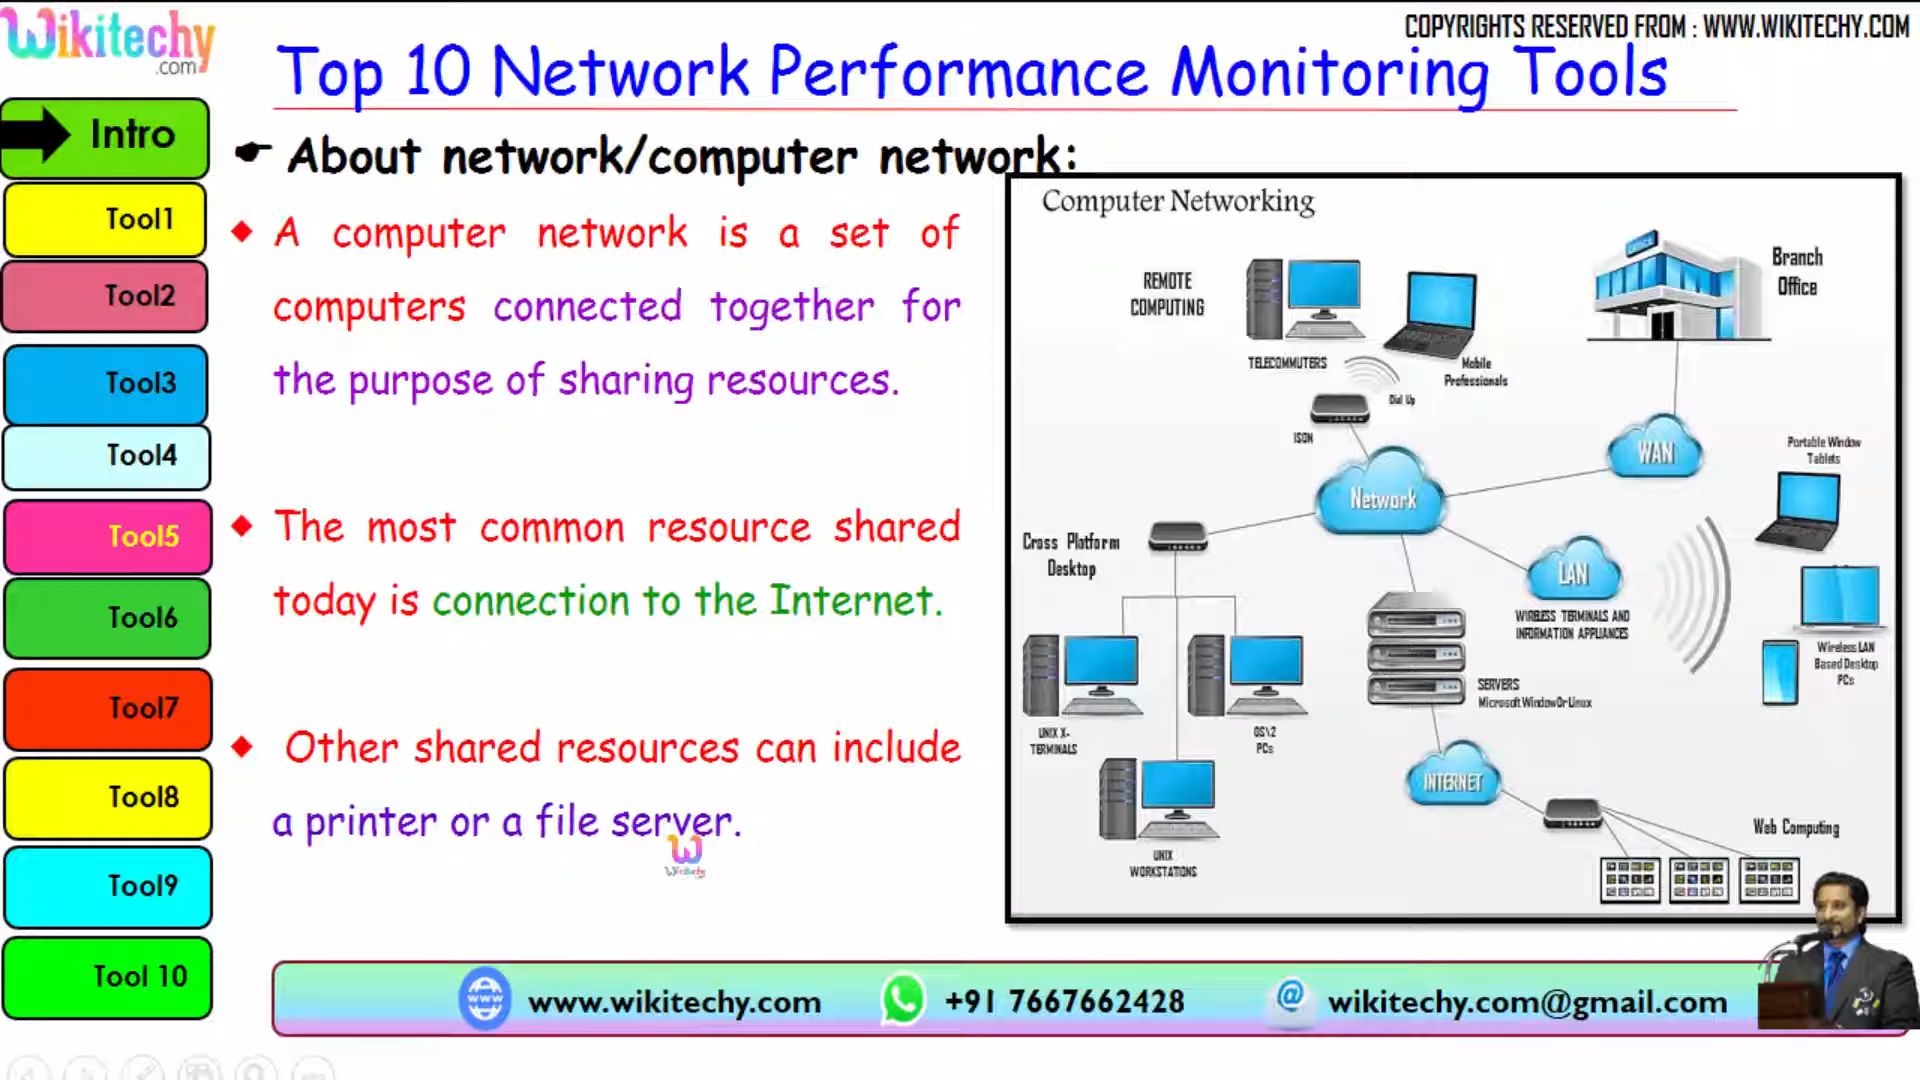 Wikitechy
.com
COPYRIGHTS RESERVED FROM : WWW.WIKITECHY.COM
Top 10 Network Performance Monitoring Tools
Intro
Tool1
Tool2
Tool3
Tool4
Tool5
Tool6
Tool7
Tool8
Tool9
Tool 10
About network/computer network:
A computer network is a set of
computers connected together for
the purpose of sharing resources.
The most common resource shared
today is connection to the Internet.
Other shared resources can include
a printer or a file server.
W
Wikitechy
Computer Networking
REMOTE
COMPUTING
TELECOMMUTERS
Mobile
Professionals
Dial Up
ISDN
Branch
Office
WAN
Network
Portable Window
Tablets
Cross Platform
Desktop
LAN
WIRELESS TERMINALS AND
INFORMATION APPLIANCES
Wireless LAN
Based Desktop
PCs
SERVERS
Microsoft Window Or Linux
UNIX X-
TERMINALS
OS\2
PCs
INTERNET
UNIX
WORKSTATIONS
Web Computing
WWW
www.wikitechy.com
+91 7667662428
@
wikitechy.com@gmail.com